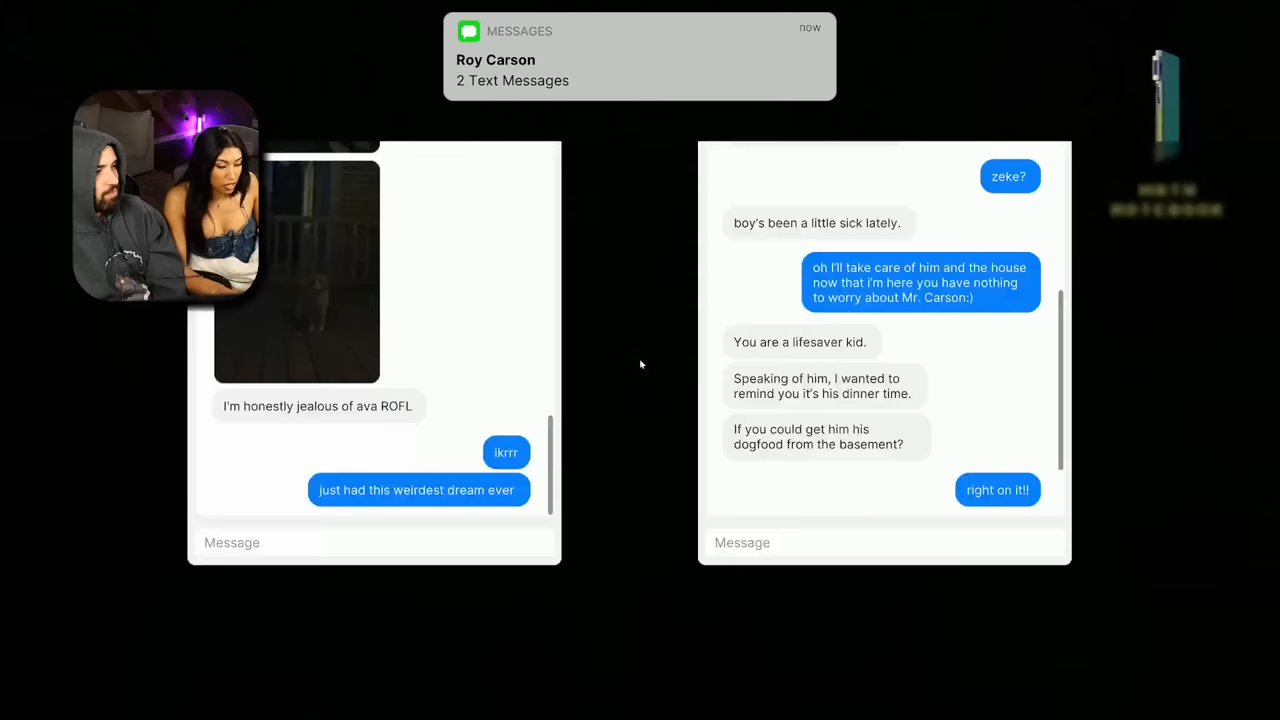 MESSAGES
now
Roy Carson
2 Text Messages
I'm honestly jealous of ava ROFL
ikrrr
just had this weirdest dream ever
Message
zeke?
boy's been a little sick lately.
oh I'll take care of him and the house
now that i'm here you have nothing
to worry about Mr. Carson:)
You are a lifesaver kid.
Speaking of him, I wanted to
remind you it's his dinner time.
If you could get him his
dogfood from the basement?
right on it!!
Message
MATH
NOTEBOOK